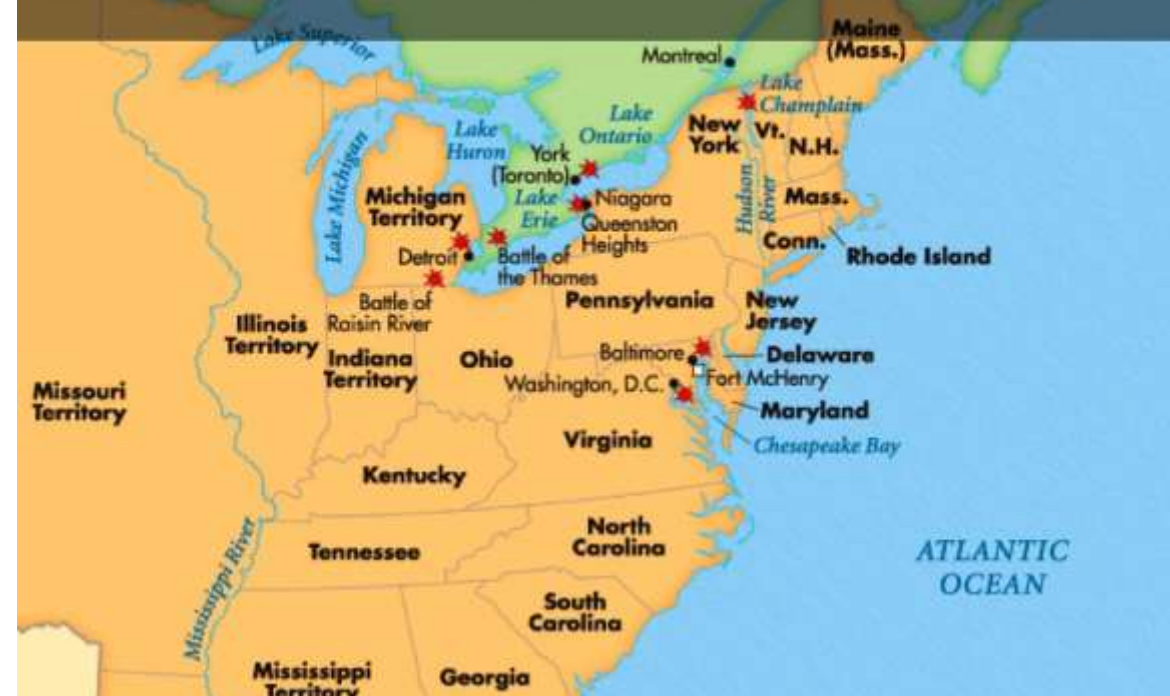 Lake Superior
Maine
(Mass.)
Montreal
Lake
Champlain
Lake
Ontario
New
York
Vt.
N.H.
Lake
Huron
York
(Toronto)
Lake Michigan
Michigan
Territory
Lake
Erie
Niagara
Queenston
Heights
Hudson
River
Mass.
Conn.
Rhode Island
Detroit
Battle of
the Thames
Battle of
Raisin River
Pennsylvania
New
Jersey
Illinois
Territory
Indiana
Territory
Ohio
Baltimore
Delaware
Washington, D.C.
Fort McHenry
Missouri
Territory
Maryland
Virginia
Chesapeake Bay
Kentucky
Mississippi River
Tennessee
North
Carolina
ATLANTIC
OCEAN
South
Carolina
Mississippi
Territory
Georgia